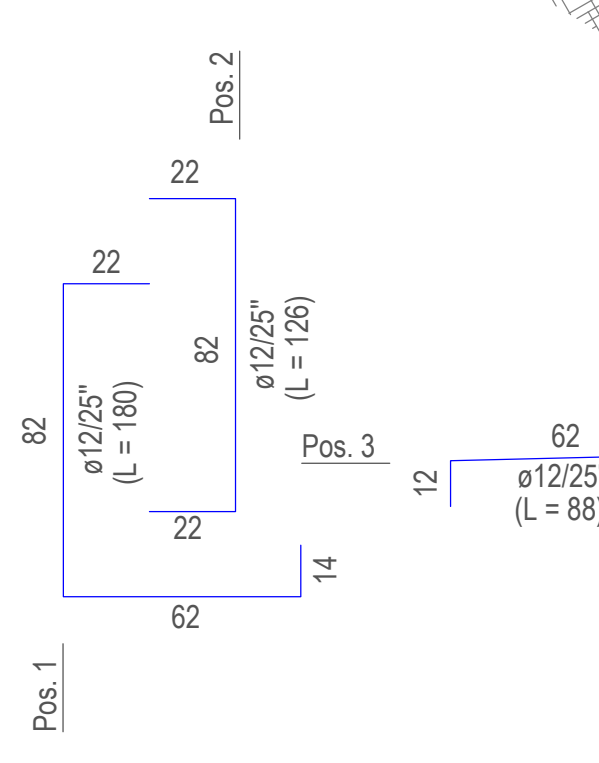 Pos. 2
22
22
82
ø12/25"
(L = 126)
82
ø12/25"
(L = 180)
Pos. 3
62
12
ø12/25
(L = 88)
22
14
62
Pos. 1